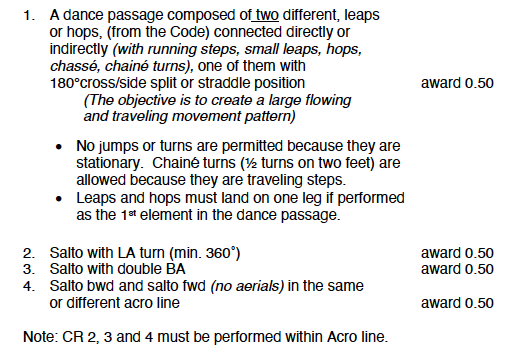 1. A dance passage composed of two different, leaps
or hops, (from the Code) connected directly or
indirectly (with running steps, small leaps, hops,
chassé, chainé turns), one of them with
180°cross/side split or straddle position award 0.50
(The objective is to create a large flowing
and traveling movement pattern)
• No jumps or turns are permitted because they are
stationary. Chainé turns (½ turns on two feet) are
allowed because they are traveling steps.
• Leaps and hops must land on one leg if performed
as the 1st element in the dance passage.
2. Salto with LA turn (min. 360°) award 0.50
3. Salto with double BA award 0.50
4. Salto bwd and salto fwd (no aerials) in the same
or different acro line award 0.50
Note: CR 2, 3 and 4 must be performed within Acro line.